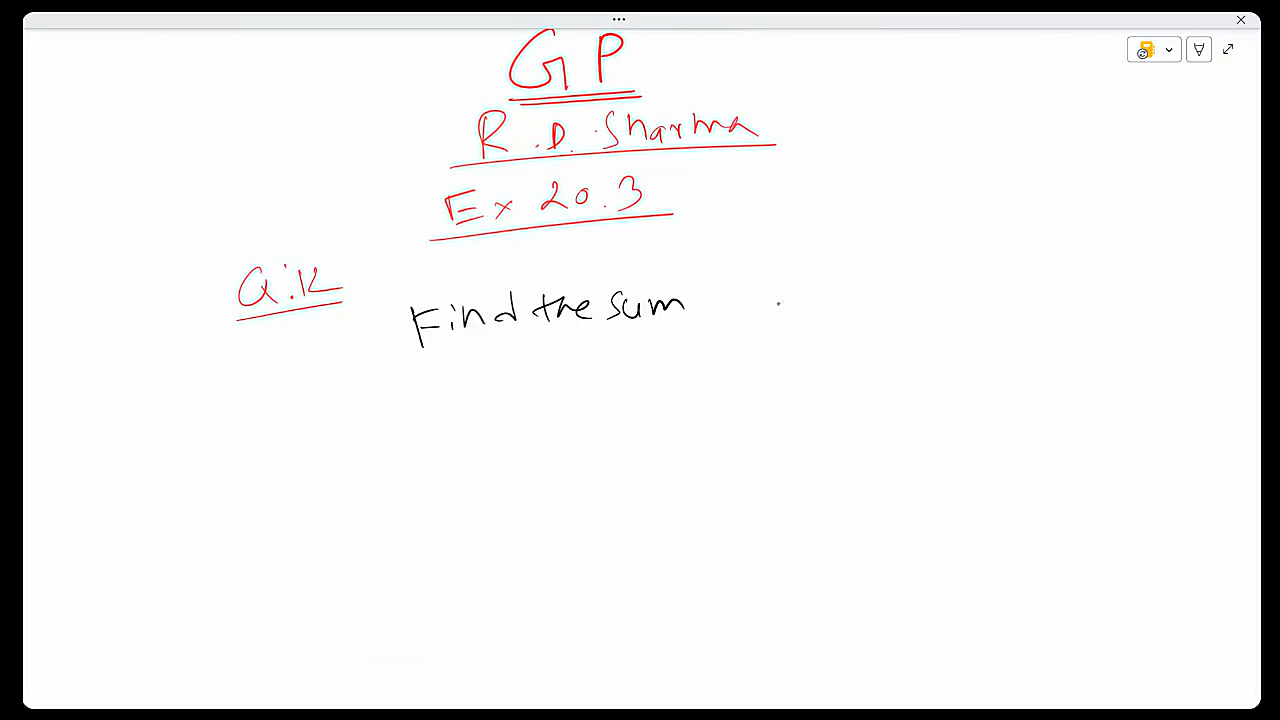 GP
R.D. Sharma
Ex 20.3
Q.12
Find the sum